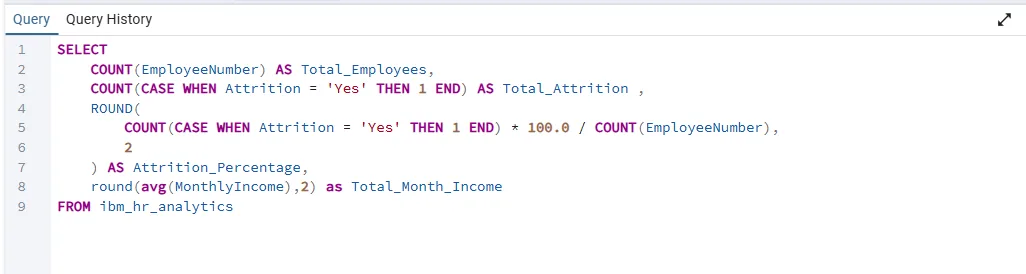 Query Query History
1 SELECT
2 COUNT(EmployeeNumber) AS Total_Employees,
3 COUNT(CASE WHEN Attrition = 'Yes' THEN 1 END) AS Total_Attrition ,
4 ROUND(
5 COUNT(CASE WHEN Attrition = 'Yes' THEN 1 END) * 100.0 / COUNT(EmployeeNumber),
6 2
7 ) AS Attrition_Percentage,
8 round(avg(MonthlyIncome),2) as Total_Month_Income
9 FROM ibm_hr_analytics